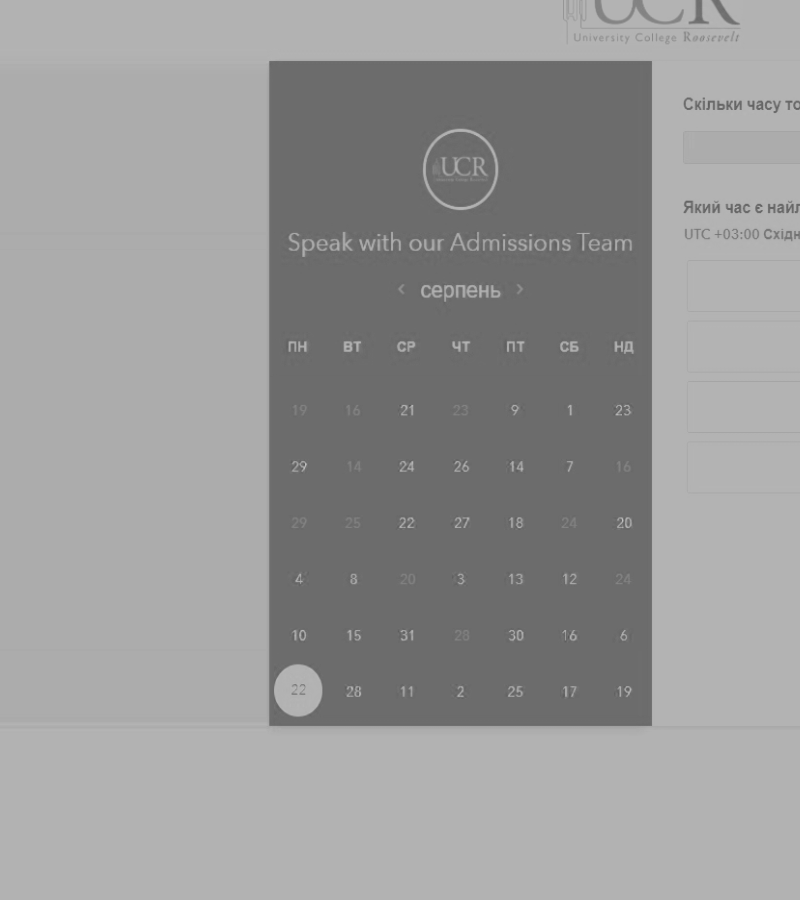 UCR
University College Roosevelt
UCR
Speak with our Admissions Team
‹ серпень ›
ПН ВТ СР ЧТ ПТ СБ НД
19 16 21 23 9 1 23
29 14 24 26 14 7 16
29 25 22 27 18 24 20
4 8 20 3 13 12 24
10 15 31 28 30 16 6
22 28 11 2 25 17 19
Скільки часу
Який час є
UTC +03:00